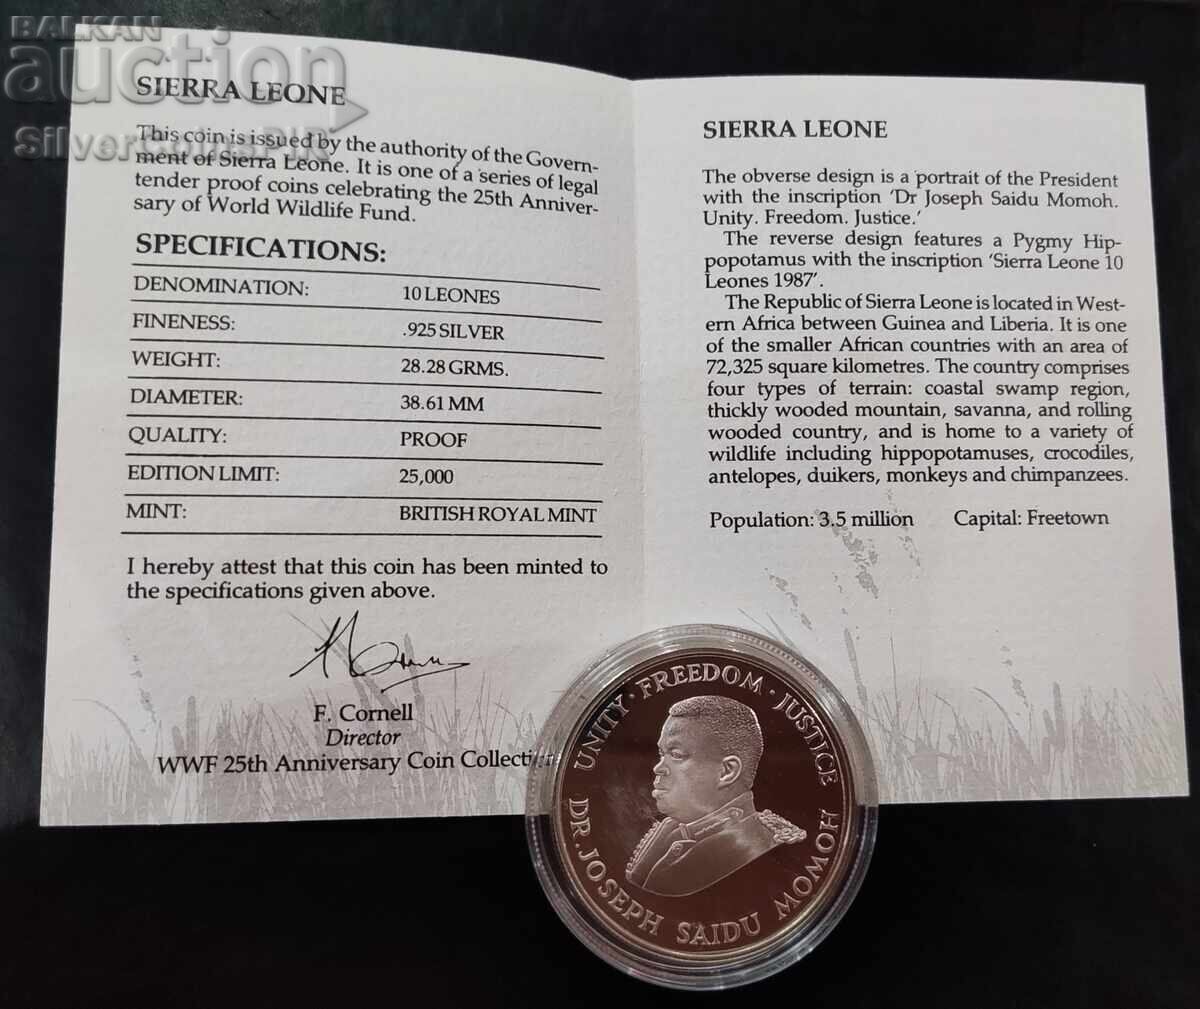 BALKAN
auction
SilverCoinsPIR
SIERRA LEONE
This coin is issued by the authority of the Govern-
ment of Sierra Leone. It is one of a series of legal
tender proof coins celebrating the 25th Anniver-
sary of World Wildlife Fund.
SPECIFICATIONS:
DENOMINATION: 10 LEONES
FINENESS: .925 SILVER
WEIGHT: 28.28 GRMS.
DIAMETER: 38.61 MM
QUALITY: PROOF
EDITION LIMIT: 25,000
MINT: BRITISH ROYAL MINT
I hereby attest that this coin has been minted to
the specifications given above.
F. Cornell
Director
WWF 25th Anniversary Coin Collection
SIERRA LEONE
The obverse design is a portrait of the President
with the inscription 'Dr Joseph Saidu Momoh.
Unity. Freedom. Justice.'
The reverse design features a Pygmy Hip-
popotamus with the inscription 'Sierra Leone 10
Leones 1987'.
The Republic of Sierra Leone is located in West-
ern Africa between Guinea and Liberia. It is one
of the smaller African countries with an area of
72,325 square kilometres. The country comprises
four types of terrain: coastal swamp region,
thickly wooded mountain, savanna, and rolling
wooded country, and is home to a variety of
wildlife including hippopotamuses, crocodiles,
antelopes, duikers, monkeys and chimpanzees.
Population: 3.5 million Capital: Freetown
UNITY · FREEDOM · JUSTICE
DR. JOSEPH SAIDU MOMOH